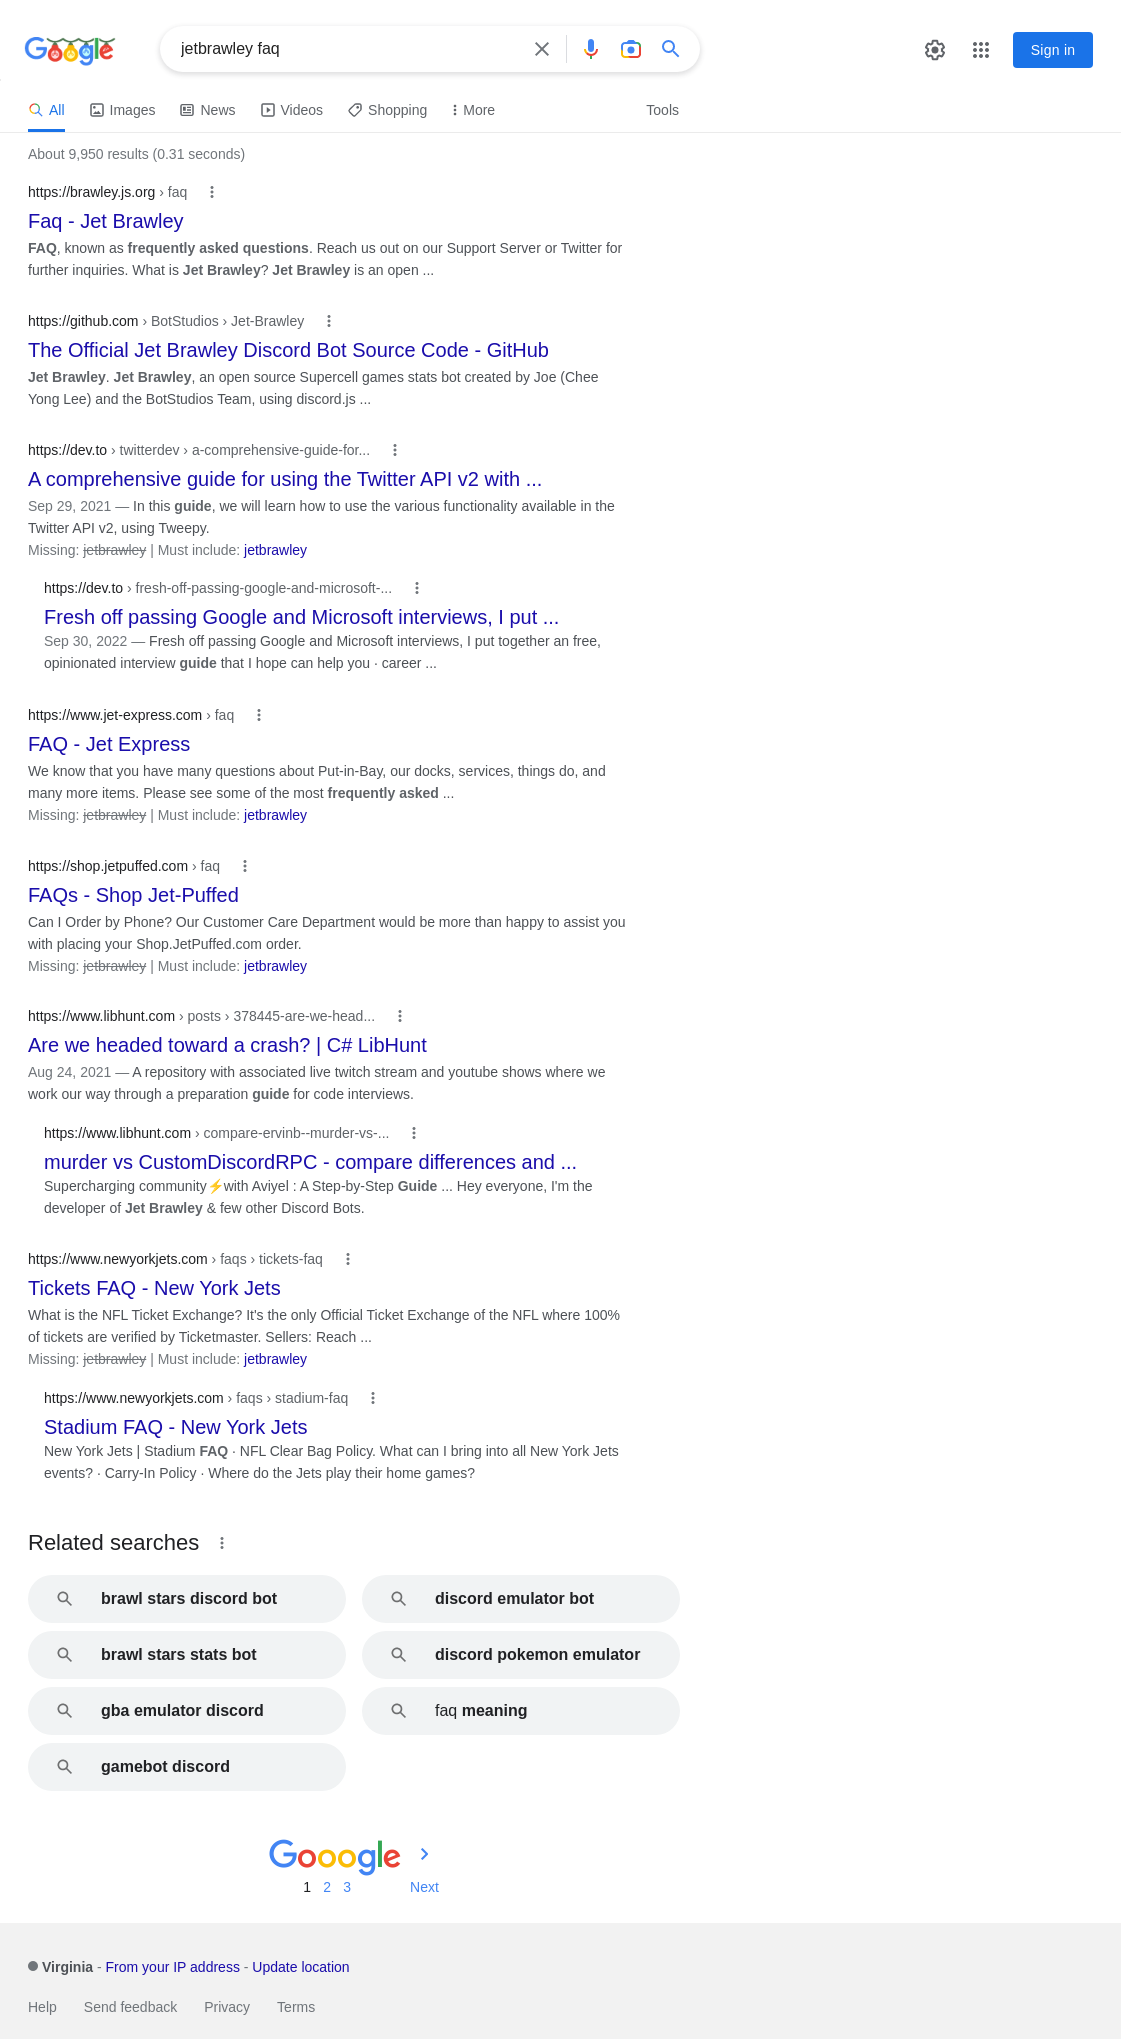 Google
jetbrawley faq
Sign in
All Images News Videos Shopping More Tools
About 9,950 results (0.31 seconds)
https://brawley.js.org › faq
Faq - Jet Brawley
FAQ, known as frequently asked questions. Reach us out on our Support Server or Twitter for
further inquiries. What is Jet Brawley? Jet Brawley is an open ...
https://github.com › BotStudios › Jet-Brawley
The Official Jet Brawley Discord Bot Source Code - GitHub
Jet Brawley. Jet Brawley, an open source Supercell games stats bot created by Joe (Chee
Yong Lee) and the BotStudios Team, using discord.js ...
https://dev.to › twitterdev › a-comprehensive-guide-for...
A comprehensive guide for using the Twitter API v2 with ...
Sep 29, 2021 — In this guide, we will learn how to use the various functionality available in the
Twitter API v2, using Tweepy.
Missing: jetbrawley | Must include: jetbrawley
https://dev.to › fresh-off-passing-google-and-microsoft-...
Fresh off passing Google and Microsoft interviews, I put ...
Sep 30, 2022 — Fresh off passing Google and Microsoft interviews, I put together an free,
opinionated interview guide that I hope can help you · career ...
https://www.jet-express.com › faq
FAQ - Jet Express
We know that you have many questions about Put-in-Bay, our docks, services, things do, and
many more items. Please see some of the most frequently asked ...
Missing: jetbrawley | Must include: jetbrawley
https://shop.jetpuffed.com › faq
FAQs - Shop Jet-Puffed
Can I Order by Phone? Our Customer Care Department would be more than happy to assist you
with placing your Shop.JetPuffed.com order.
Missing: jetbrawley | Must include: jetbrawley
https://www.libhunt.com › posts › 378445-are-we-head...
Are we headed toward a crash? | C# LibHunt
Aug 24, 2021 — A repository with associated live twitch stream and youtube shows where we
work our way through a preparation guide for code interviews.
https://www.libhunt.com › compare-ervinb--murder-vs-...
murder vs CustomDiscordRPC - compare differences and ...
Supercharging community⚡with Aviyel : A Step-by-Step Guide ... Hey everyone, I'm the
developer of Jet Brawley & few other Discord Bots.
https://www.newyorkjets.com › faqs › tickets-faq
Tickets FAQ - New York Jets
What is the NFL Ticket Exchange? It's the only Official Ticket Exchange of the NFL where 100%
of tickets are verified by Ticketmaster. Sellers: Reach ...
Missing: jetbrawley | Must include: jetbrawley
https://www.newyorkjets.com › faqs › stadium-faq
Stadium FAQ - New York Jets
New York Jets | Stadium FAQ · NFL Clear Bag Policy. What can I bring into all New York Jets
events? · Carry-In Policy · Where do the Jets play their home games?
Related searches
brawl stars discord bot
discord emulator bot
brawl stars stats bot
discord pokemon emulator
gba emulator discord
faq meaning
gamebot discord
Gooogle
1 2 3 Next
Virginia - From your IP address - Update location
Help Send feedback Privacy Terms